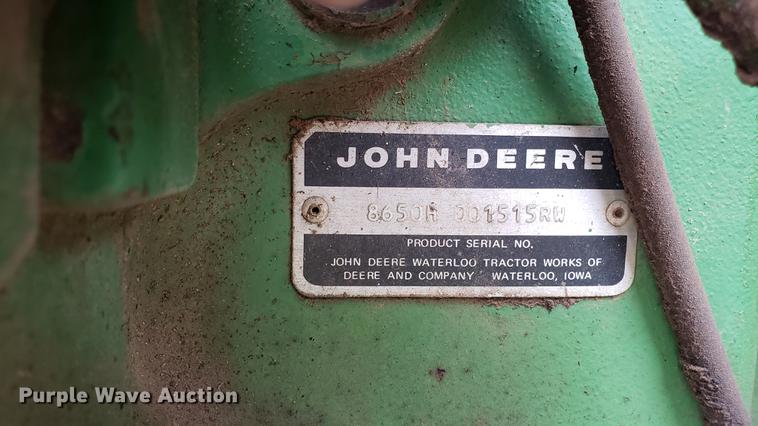 JOHN DEERE
8650H 001515RW
PRODUCT SERIAL NO.
JOHN DEERE WATERLOO TRACTOR WORKS OF
DEERE AND COMPANY WATERLOO, IOWA
Purple Wave Auction